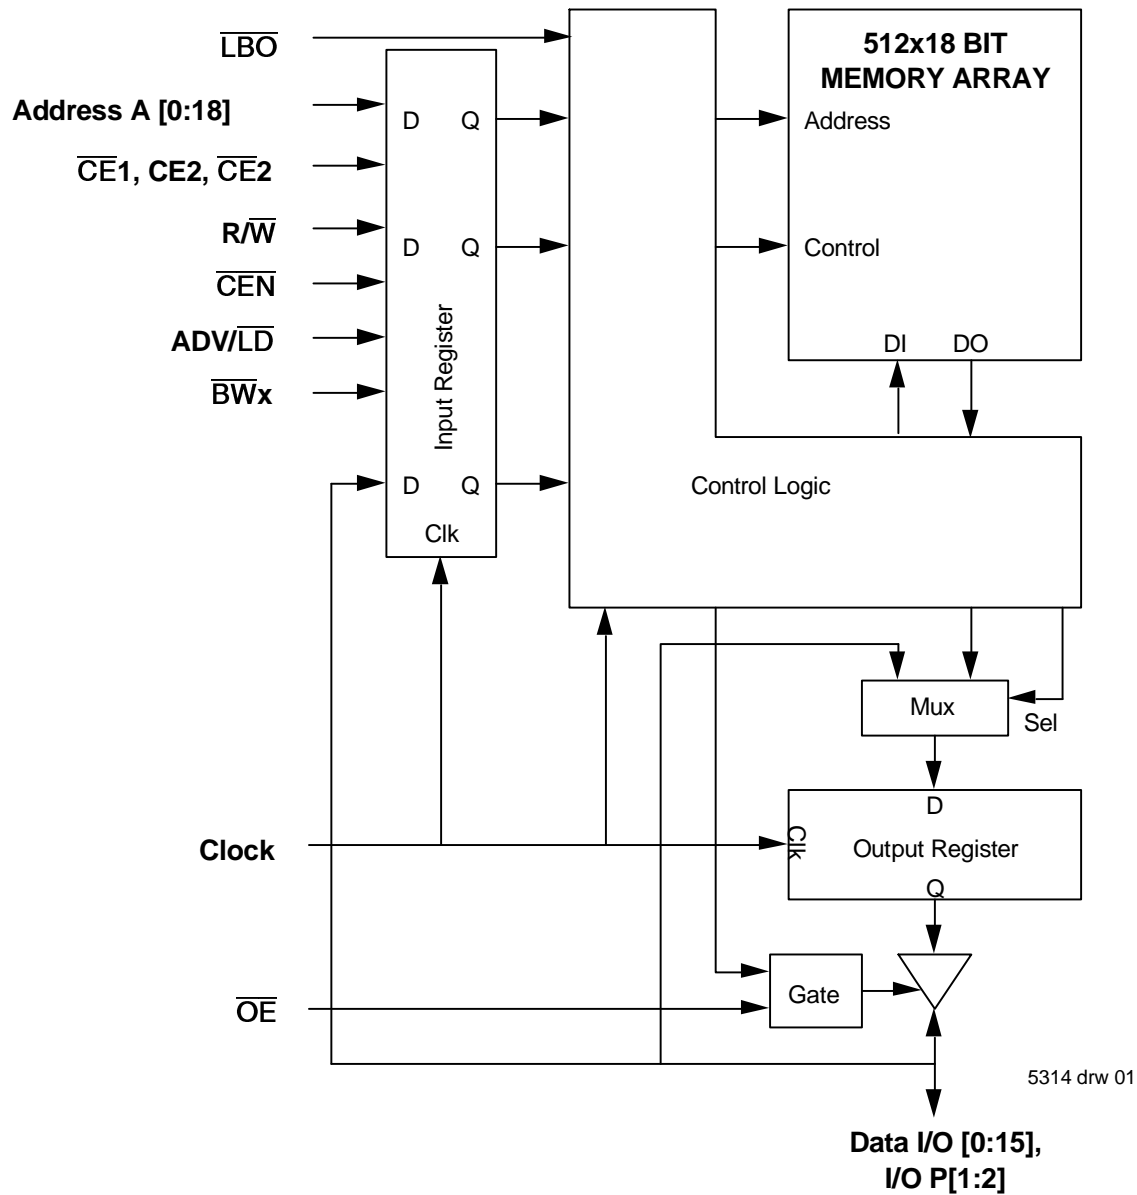 LBO
512x18 BIT
MEMORY ARRAY
Address A [0:18]
D Q
Address
CE1, CE2, CE2
R/W
D Q
Control
CEN
ADV/LD
Input Register
DI DO
BWx
D Q
Control Logic
Clk
Mux
Sel
D
Clock
Clk
Output Register
Q
Gate
OE
5314 drw 01
Data I/O [0:15],
I/O P[1:2]